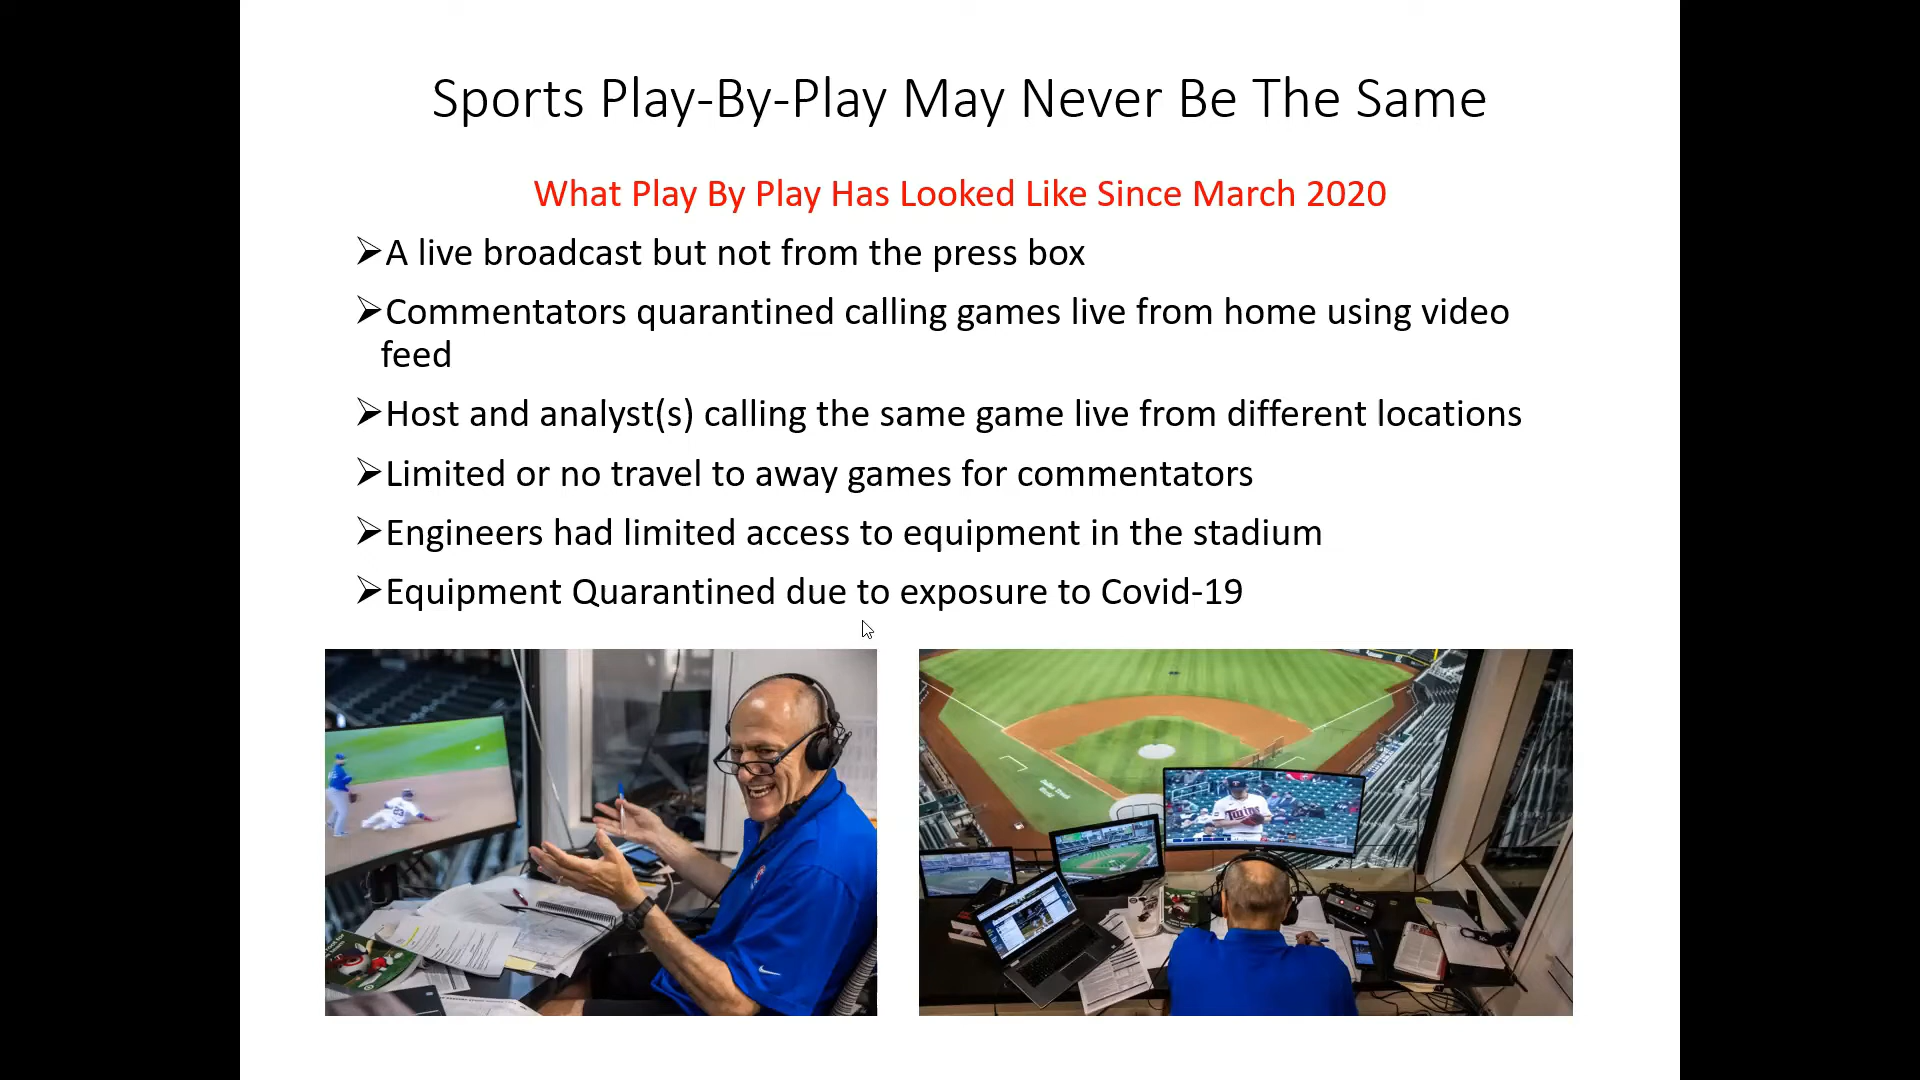 Sports Play-By-Play May Never Be The Same
What Play By Play Has Looked Like Since March 2020
➢A live broadcast but not from the press box
➢Commentators quarantined calling games live from home using video
feed
➢Host and analyst(s) calling the same game live from different locations
➢Limited or no travel to away games for commentators
➢Engineers had limited access to equipment in the stadium
➢Equipment Quarantined due to exposure to Covid-19
23
Twins